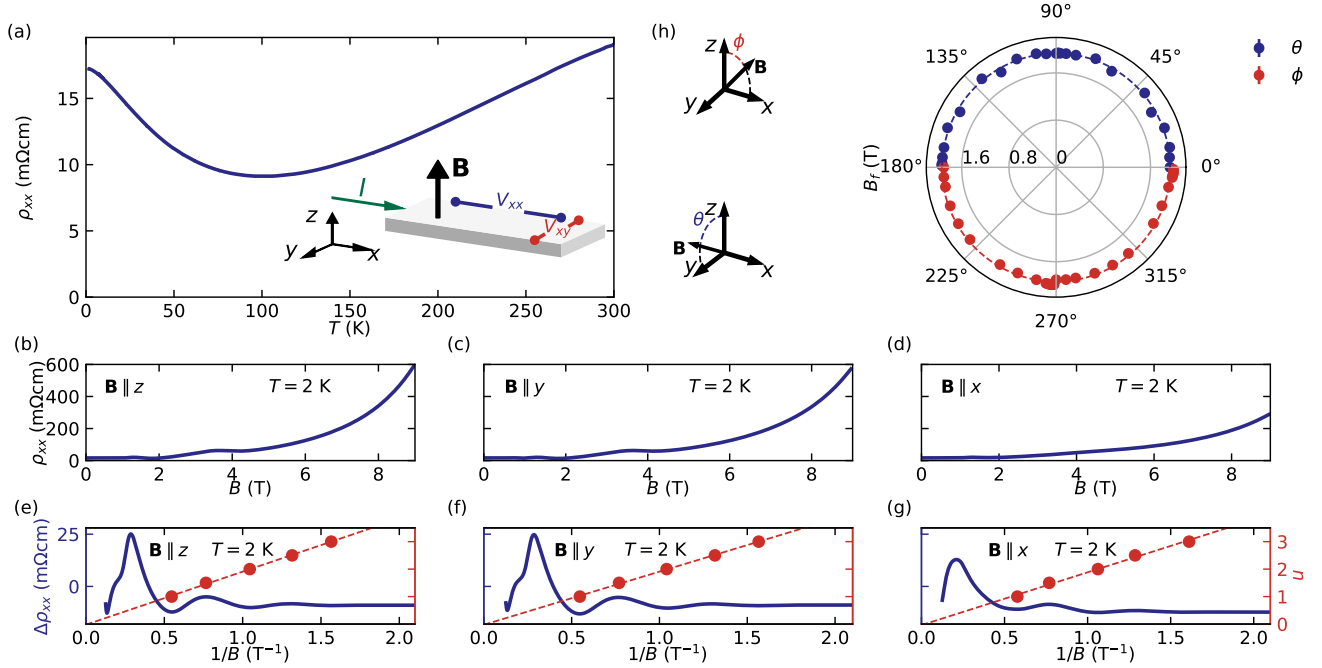 (a)
ρxx (mΩcm)
15
10
5
0
0 50 100 150 200 250 300
T (K)
I
B
Vxx
Vxy
z
y
x
(h)
z
ϕ
B
y
x
θ
z
B
y
x
90°
135° 45°
180° 0°
225° 315°
270°
1.6 0.8 0
Bf (T)
θ
ϕ
(b)
B ∥ z T = 2 K
ρxx (mΩcm)
600
400
200
0
0 2 4 6 8
B (T)
(c)
B ∥ y T = 2 K
0 2 4 6 8
B (T)
(d)
B ∥ x T = 2 K
0 2 4 6 8
B (T)
(e)
B ∥ z T = 2 K
Δρxx (mΩcm)
25
0
0.0 0.5 1.0 1.5 2.0
1/B (T⁻¹)
(f)
B ∥ y T = 2 K
0.0 0.5 1.0 1.5 2.0
1/B (T⁻¹)
(g)
B ∥ x T = 2 K
3
2
1
0
n
0.0 0.5 1.0 1.5 2.0
1/B (T⁻¹)